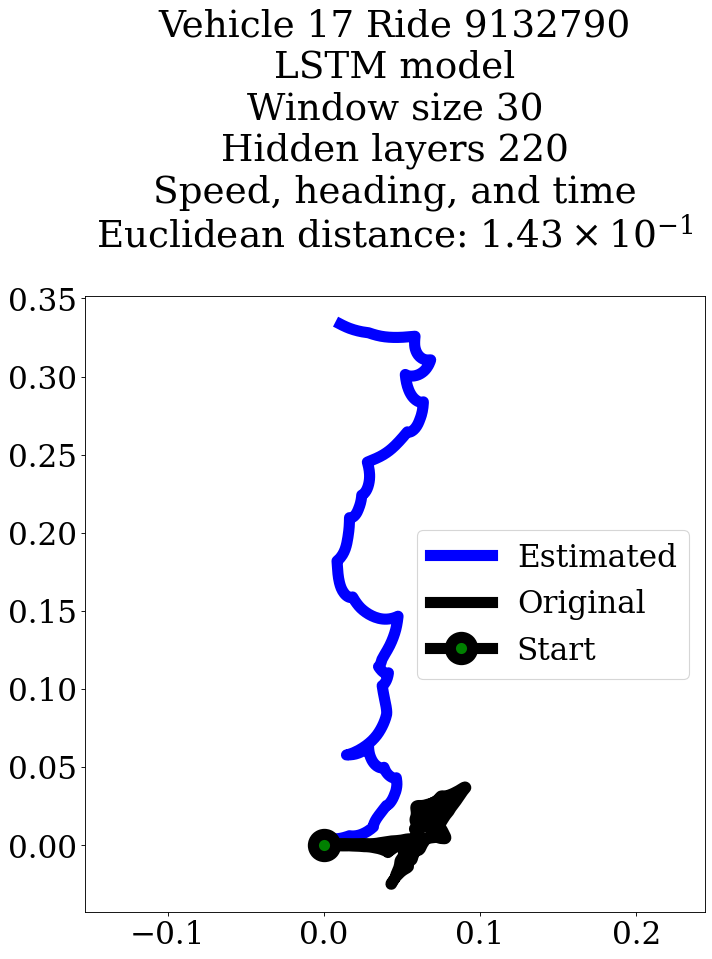 Vehicle 17 Ride 9132790
LSTM model
Window size 30
Hidden layers 220
Speed, heading, and time
Euclidean distance: 1.43 × 10⁻¹
0.35
0.30
0.25
0.20
0.15
0.10
0.05
0.00
Estimated
Original
Start
−0.1
0.0
0.1
0.2